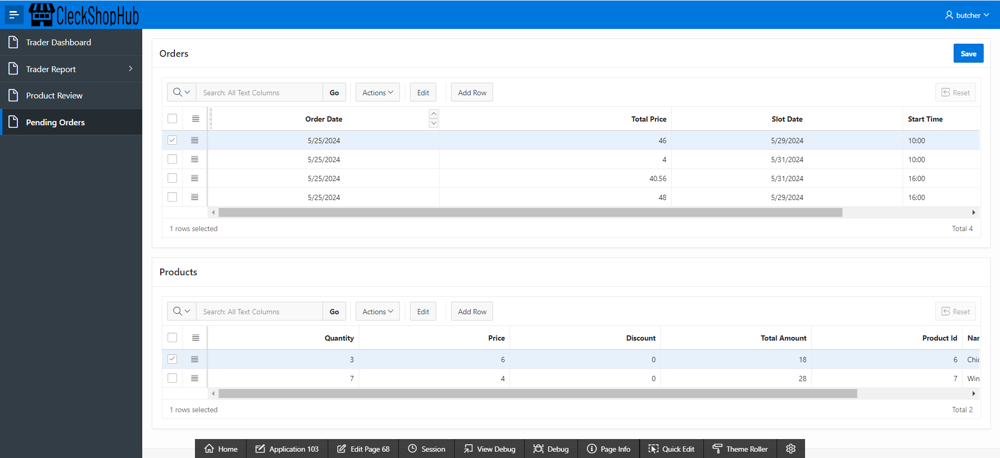 CleckShopHub
butcher
Trader Dashboard
Trader Report
Product Review
Pending Orders
Orders
Save
Search: All Text Columns Go Actions Edit Add Row Reset
Order Date Total Price Slot Date Start Time
5/25/2024 46 5/29/2024 10:00
5/25/2024 4 5/31/2024 10:00
5/25/2024 40.56 5/31/2024 16:00
5/25/2024 48 5/29/2024 16:00
1 rows selected Total 4
Products
Search: All Text Columns Go Actions Edit Add Row Reset
Quantity Price Discount Total Amount Product Id Nar
3 6 0 18 6 Chic
7 4 0 28 7 Win
1 rows selected Total 2
Home Application 103 Edit Page 68 Session View Debug Debug Page Info Quick Edit Theme Roller